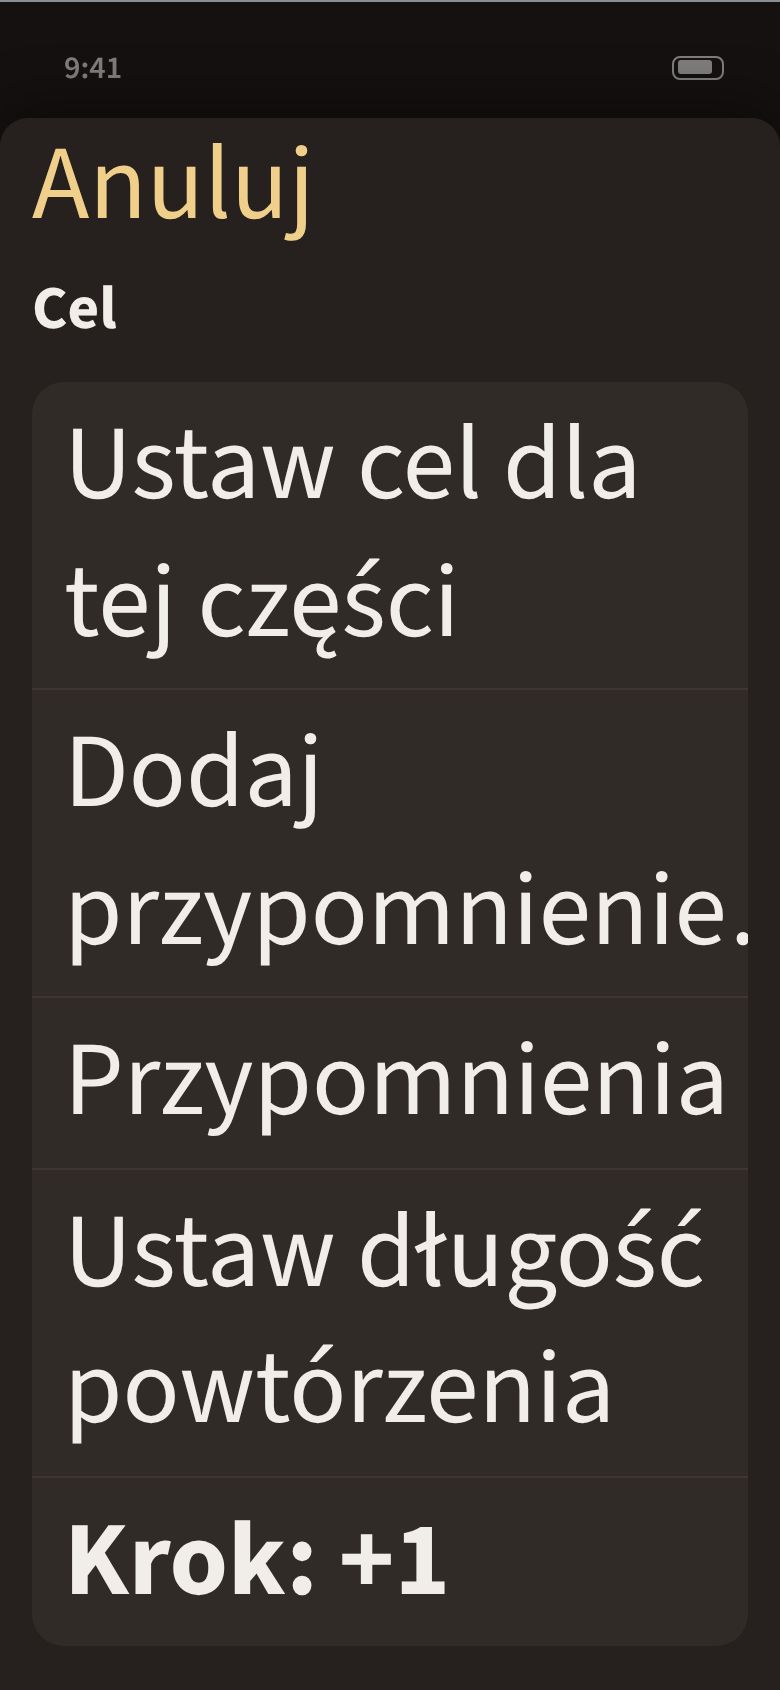 9:41
Anuluj
Cel
Ustaw cel dla
tej części
Dodaj
przypomnienie.
Przypomnienia
Ustaw długość
powtórzenia
Krok: +1